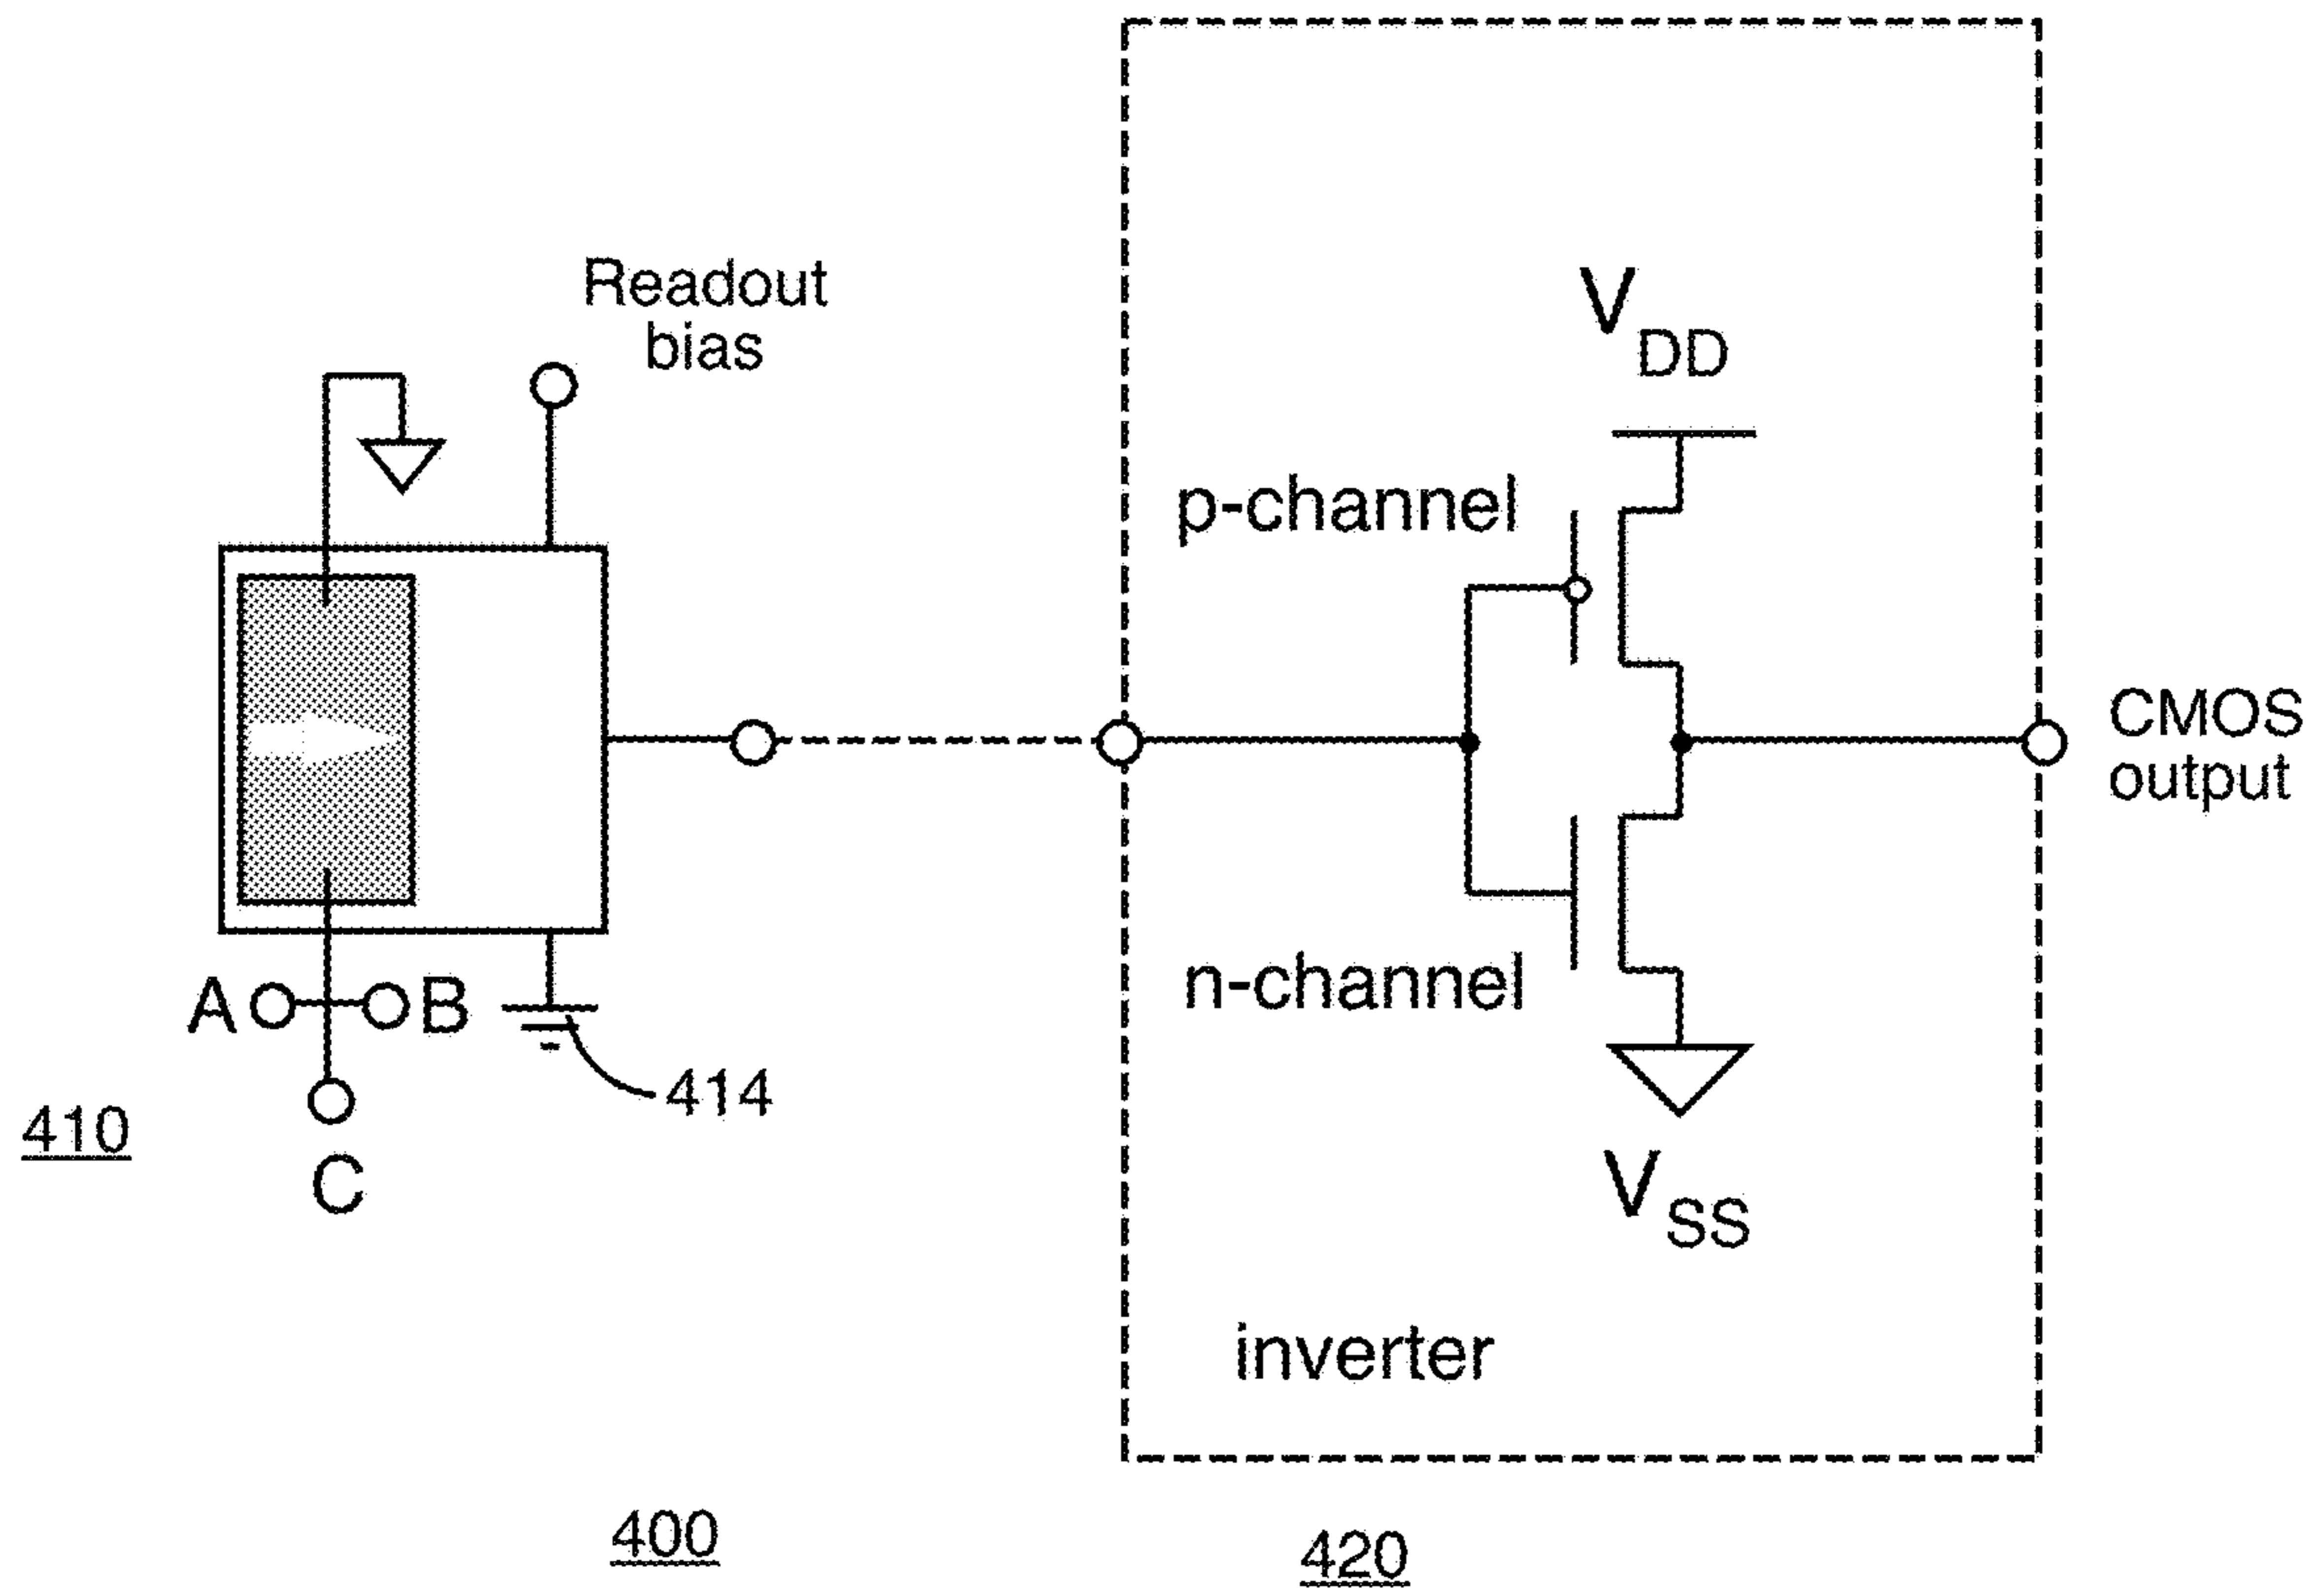 Readout
bias
V
DD
p-channel
CMOS
output
n-channel
A
B
414
410
C
V
SS
inverter
400
420